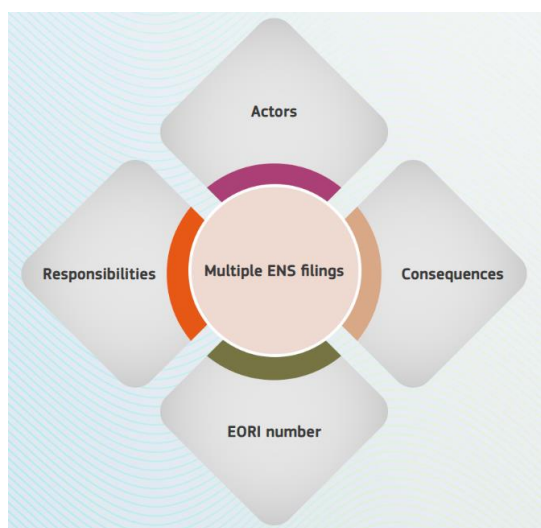 Actors
Responsibilities
Multiple ENS filings
Consequences
EORI number